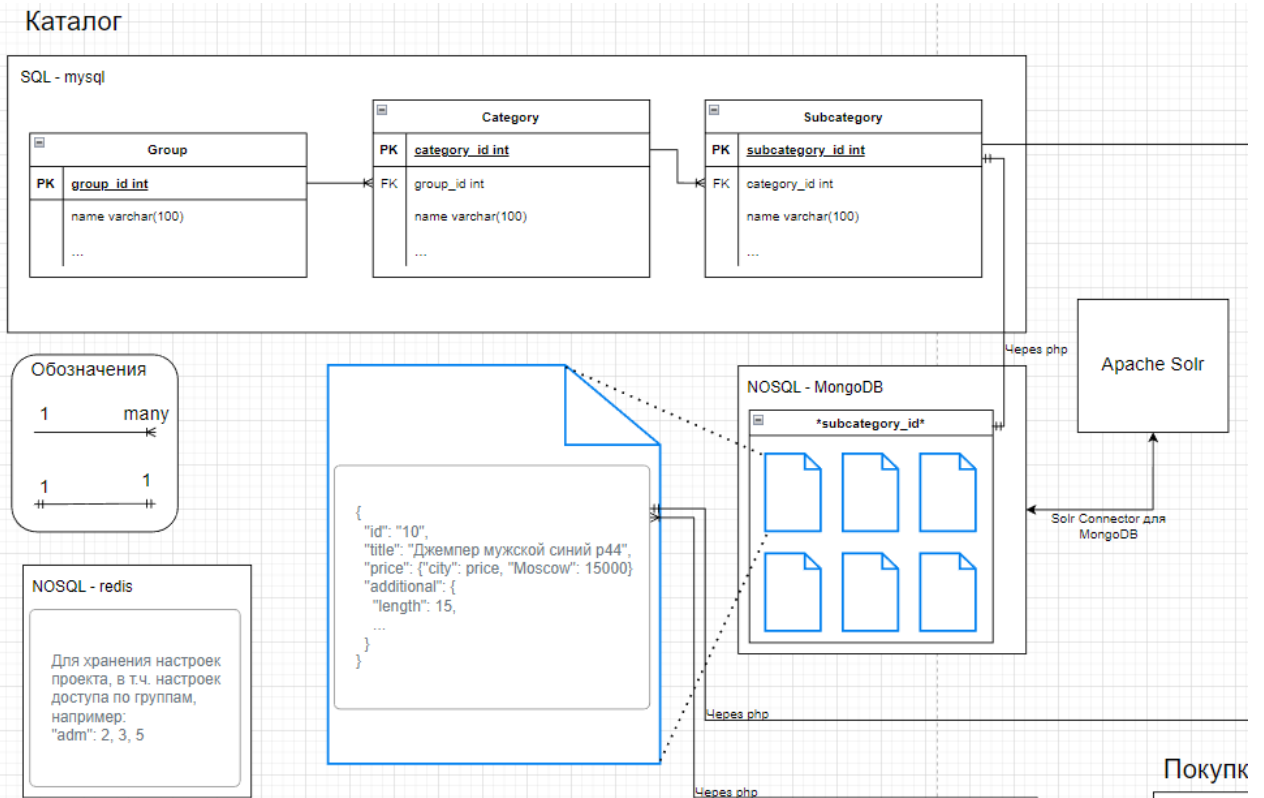 Каталог
SQL - mysql
Group
PK group_id int
name varchar(100)
...
Category
PK category_id int
FK group_id int
name varchar(100)
...
Subcategory
PK subcategory_id int
FK category_id int
name varchar(100)
...
Через php
Apache Solr
Обозначения
1 many
1 1
NOSQL - MongoDB
*subcategory_id*
Solr Connector для
MongoDB
{
"id": "10",
"title": "Джемпер мужской синий р44",
"price": {"city": price, "Moscow": 15000}
"additional": {
"length": 15,
...
}
}
NOSQL - redis
Для хранения настроек
проекта, в т.ч. настроек
доступа по группам,
например:
"adm": 2, 3, 5
Через php
Через php
Покупк